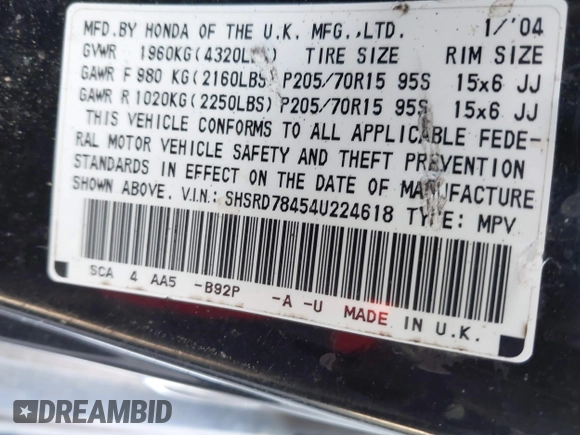 MFD.BY HONDA OF THE U.K. MFG.,LTD. 1/'04
GVWR 1960KG(4320LBS) TIRE SIZE RIM SIZE
GAWR F 980 KG(2160LBS) P205/70R15 95S 15x6 JJ
GAWR R 1020KG(2250LBS) P205/70R15 95S 15x6 JJ
THIS VEHICLE CONFORMS TO ALL APPLICABLE FEDE-
RAL MOTOR VEHICLE SAFETY AND THEFT PREVENTION
STANDARDS IN EFFECT ON THE DATE OF MANUFACTURE
SHOWN ABOVE. V.I.N.: SHSRD78454U224618 TYPE: MPV
SCA 4 AA5 -B92P -A -U MADE IN U.K.
DREAMBID